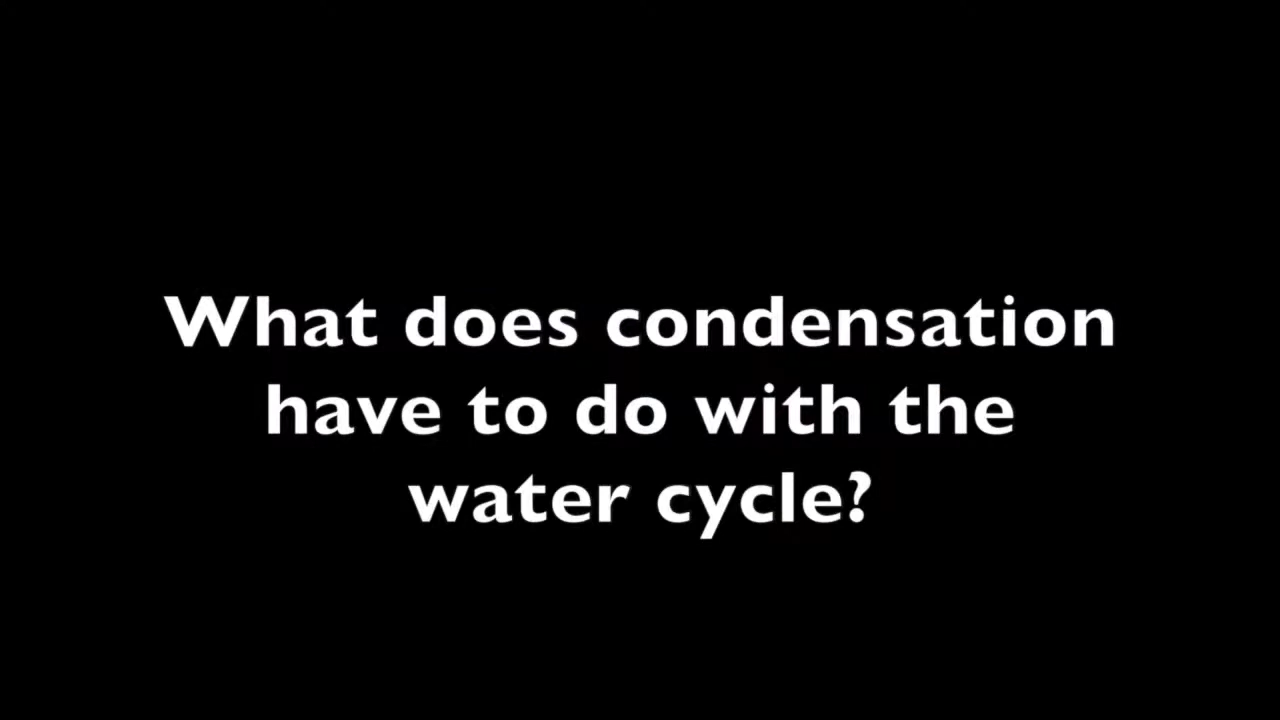 What does condensation
have to do with the
water cycle?